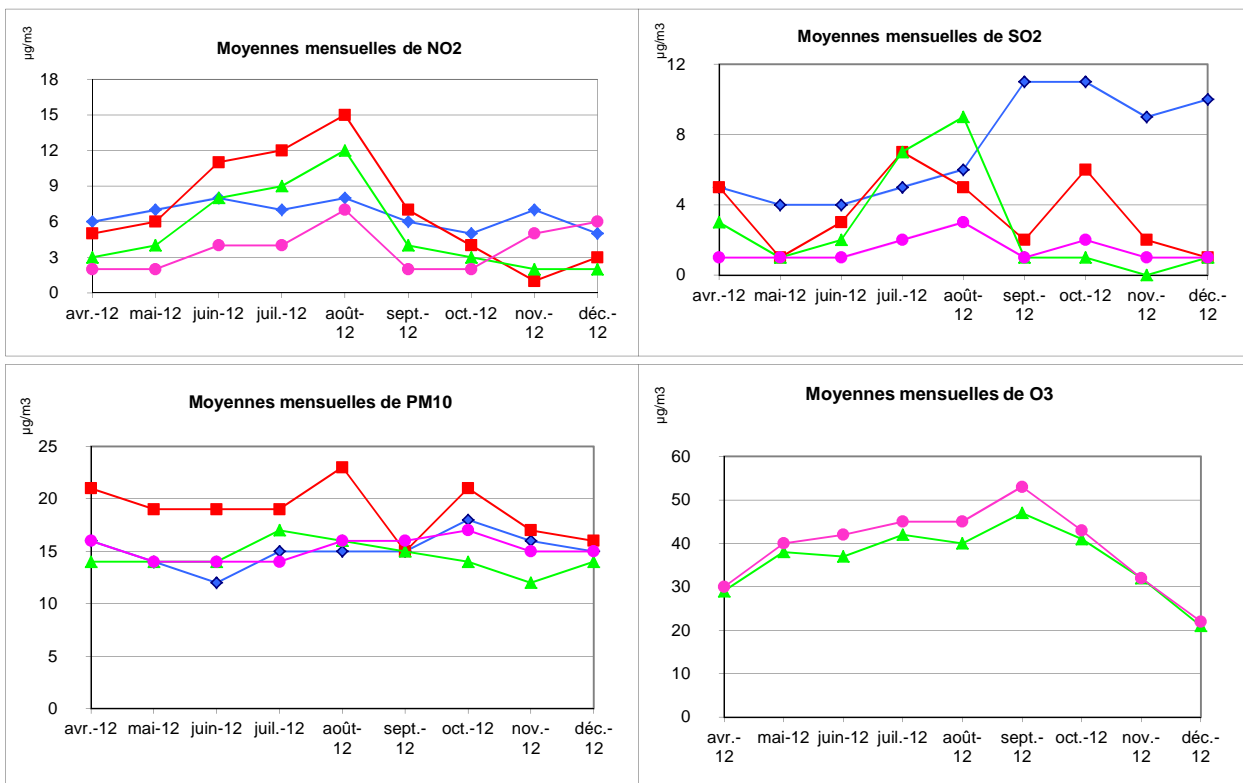 µg/m3
Moyennes mensuelles de NO2
18
15
12
9
6
3
0
avr.-12 mai-12 juin-12 juil.-12 août- sept.- oct.-12 nov.- déc.-
12 12 12 12
µg/m3
Moyennes mensuelles de SO2
12
8
4
0
avr.- mai-12 juin-12 juil.-12 août- sept.- oct.-12 nov.- déc.-
12 12 12 12 12
µg/m3
Moyennes mensuelles de PM10
25
20
15
10
5
0
avr.-12 mai-12 juin-12 juil.-12 août- sept.- oct.-12 nov.- déc.-
12 12 12 12
µg/m3
Moyennes mensuelles de O3
60
50
40
30
20
10
0
avr.- mai-12 juin-12 juil.-12 août- sept.- oct.-12 nov.- déc.-
12 12 12 12 12